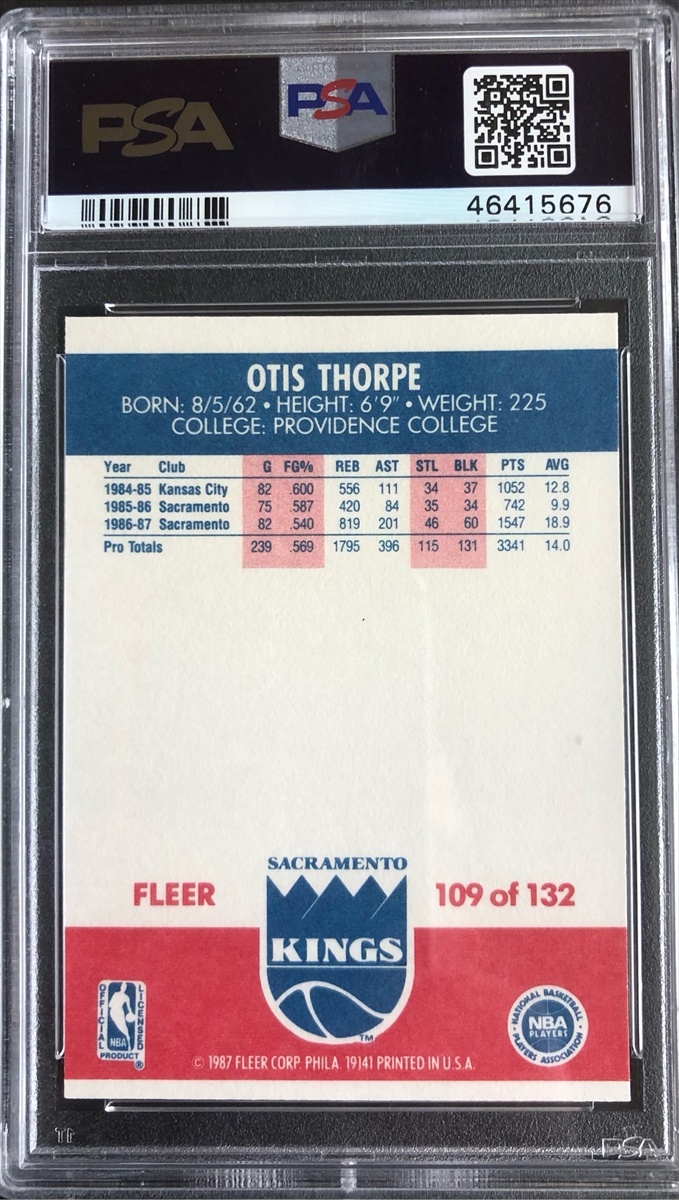 PSA
PSA
46415676
OTIS THORPE
BORN: 8/5/62 • HEIGHT: 6'9" • WEIGHT: 225
COLLEGE: PROVIDENCE COLLEGE
Year Club G FG% REB AST STL BLK PTS AVG
1984-85 Kansas City 82 .600 556 111 34 37 1052 12.8
1985-86 Sacramento 75 .587 420 84 35 34 742 9.9
1986-87 Sacramento 82 .540 819 201 46 60 1547 18.9
Pro Totals 239 .569 1795 396 115 131 3341 14.0
SACRAMENTO
FLEER
109 of 132
KINGS
TM
OFFICIAL LICENSED
NBA
PRODUCT ®
NATIONAL BASKETBALL
NBA
PLAYERS
PLAYERS ASSOCIATION
© 1987 FLEER CORP. PHILA. 19141 PRINTED IN U.S.A.
PSA